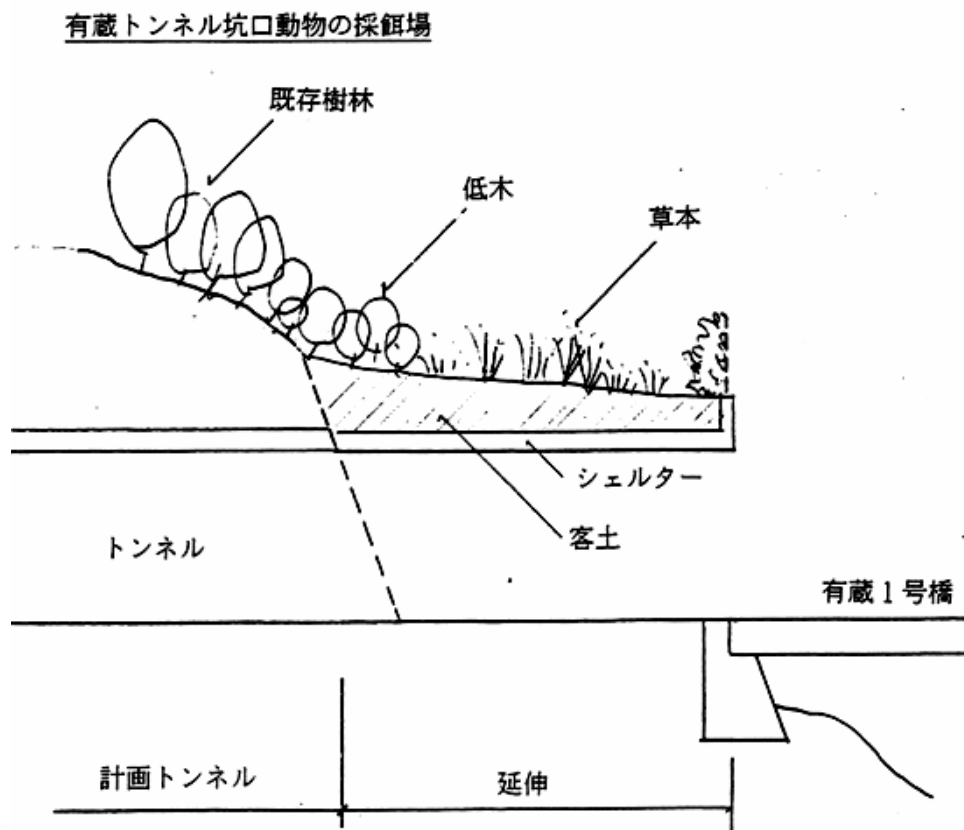 有蔵トンネル坑口動物の採餌場
既存樹林
低木
草本
シェルター
客土
トンネル
有蔵1号橋
計画トンネル
延伸